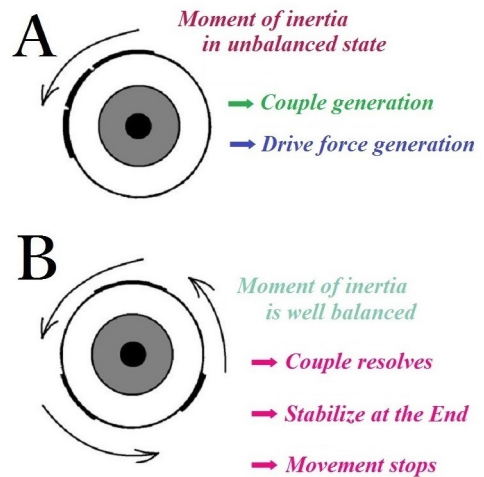 A
Moment of inertia
in unbalanced state
Couple generation
Drive force generation
B
Moment of inertia
is well balanced
Couple resolves
Stabilize at the End
Movement stops